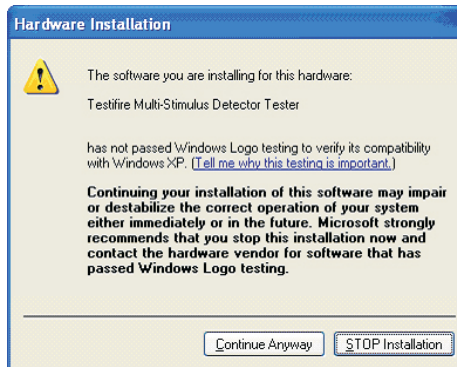 Hardware Installation
The software you are installing for this hardware:
Testifire Multi-Stimulus Detector Tester
has not passed Windows Logo testing to verify its compatibility
with Windows XP. (Tell me why this testing is important.)
Continuing your installation of this software may impair
or destabilize the correct operation of your system
either immediately or in the future. Microsoft strongly
recommends that you stop this installation now and
contact the hardware vendor for software that has
passed Windows Logo testing.
Continue Anyway STOP Installation